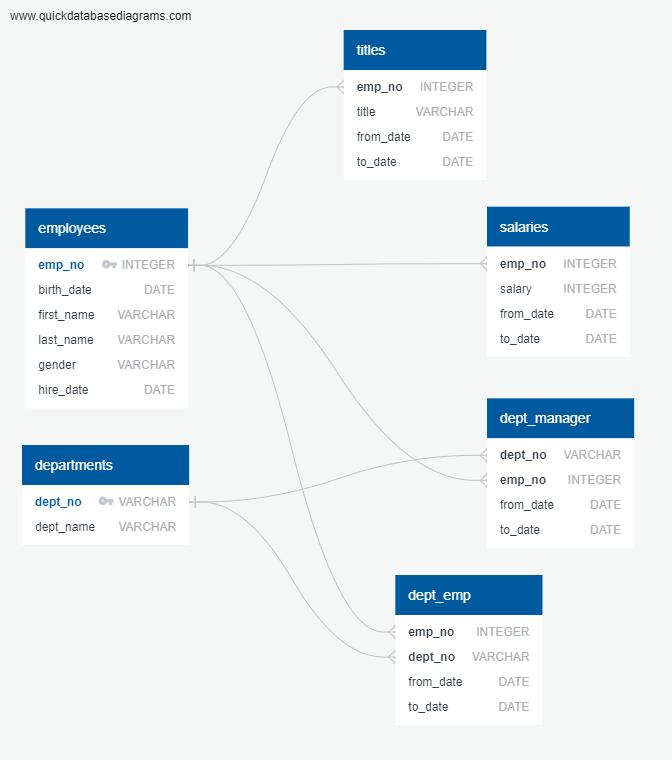 www.quickdatabasediagrams.com
titles
emp_no INTEGER
title VARCHAR
from_date DATE
to_date DATE
employees
emp_no INTEGER
birth_date DATE
first_name VARCHAR
last_name VARCHAR
gender VARCHAR
hire_date DATE
salaries
emp_no INTEGER
salary INTEGER
from_date DATE
to_date DATE
departments
dept_no VARCHAR
dept_name VARCHAR
dept_manager
dept_no VARCHAR
emp_no INTEGER
from_date DATE
to_date DATE
dept_emp
emp_no INTEGER
dept_no VARCHAR
from_date DATE
to_date DATE